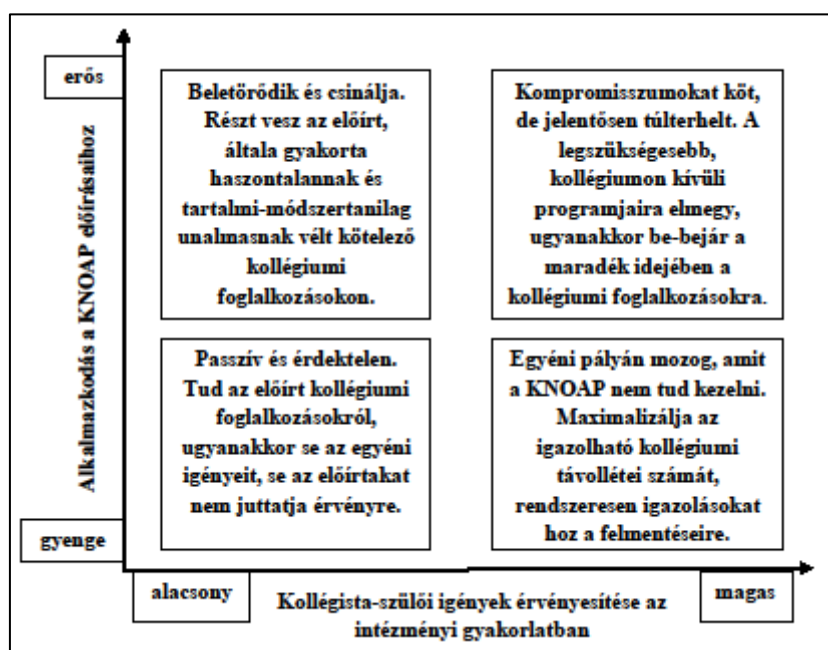 erős
Alkalmazkodás a KNOAP előírásaihoz
gyenge
Beletörődik és csinálja.
Részt vesz az előírt,
általa gyakorta
haszontalannak és
tartalmi-módszertanilag
unalmasnak vélt kötelező
kollégiumi
foglalkozásokon.
Kompromisszumokat köt,
de jelentősen túlterhelt. A
legszükségesebb,
kollégiumon kívüli
programjaira elmegy,
ugyanakkor be-bejár a
maradék idejében a
kollégiumi foglalkozásokra.
Passzív és érdektelen.
Tud az előírt kollégiumi
foglalkozásokról,
ugyanakkor se az egyéni
igényeit, se az előírtakat
nem juttatja érvényre.
Egyéni pályán mozog, amit
a KNOAP nem tud kezelni.
Maximalizálja az
igazolható kollégiumi
távollétei számát,
rendszeresen igazolásokat
hoz a felmentéseire.
alacsony
Kollégista-szülői igények érvényesítése az
intézményi gyakorlatban
magas